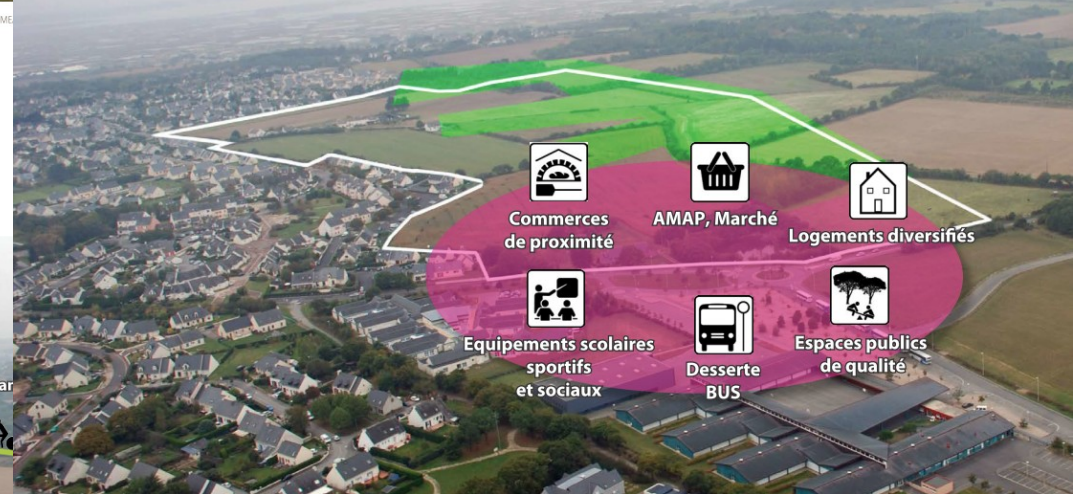 Commerces
de proximité
AMAP, Marché
Logements diversifiés
Equipements scolaires
sportifs
et sociaux
Desserte
BUS
Espaces publics
de qualité